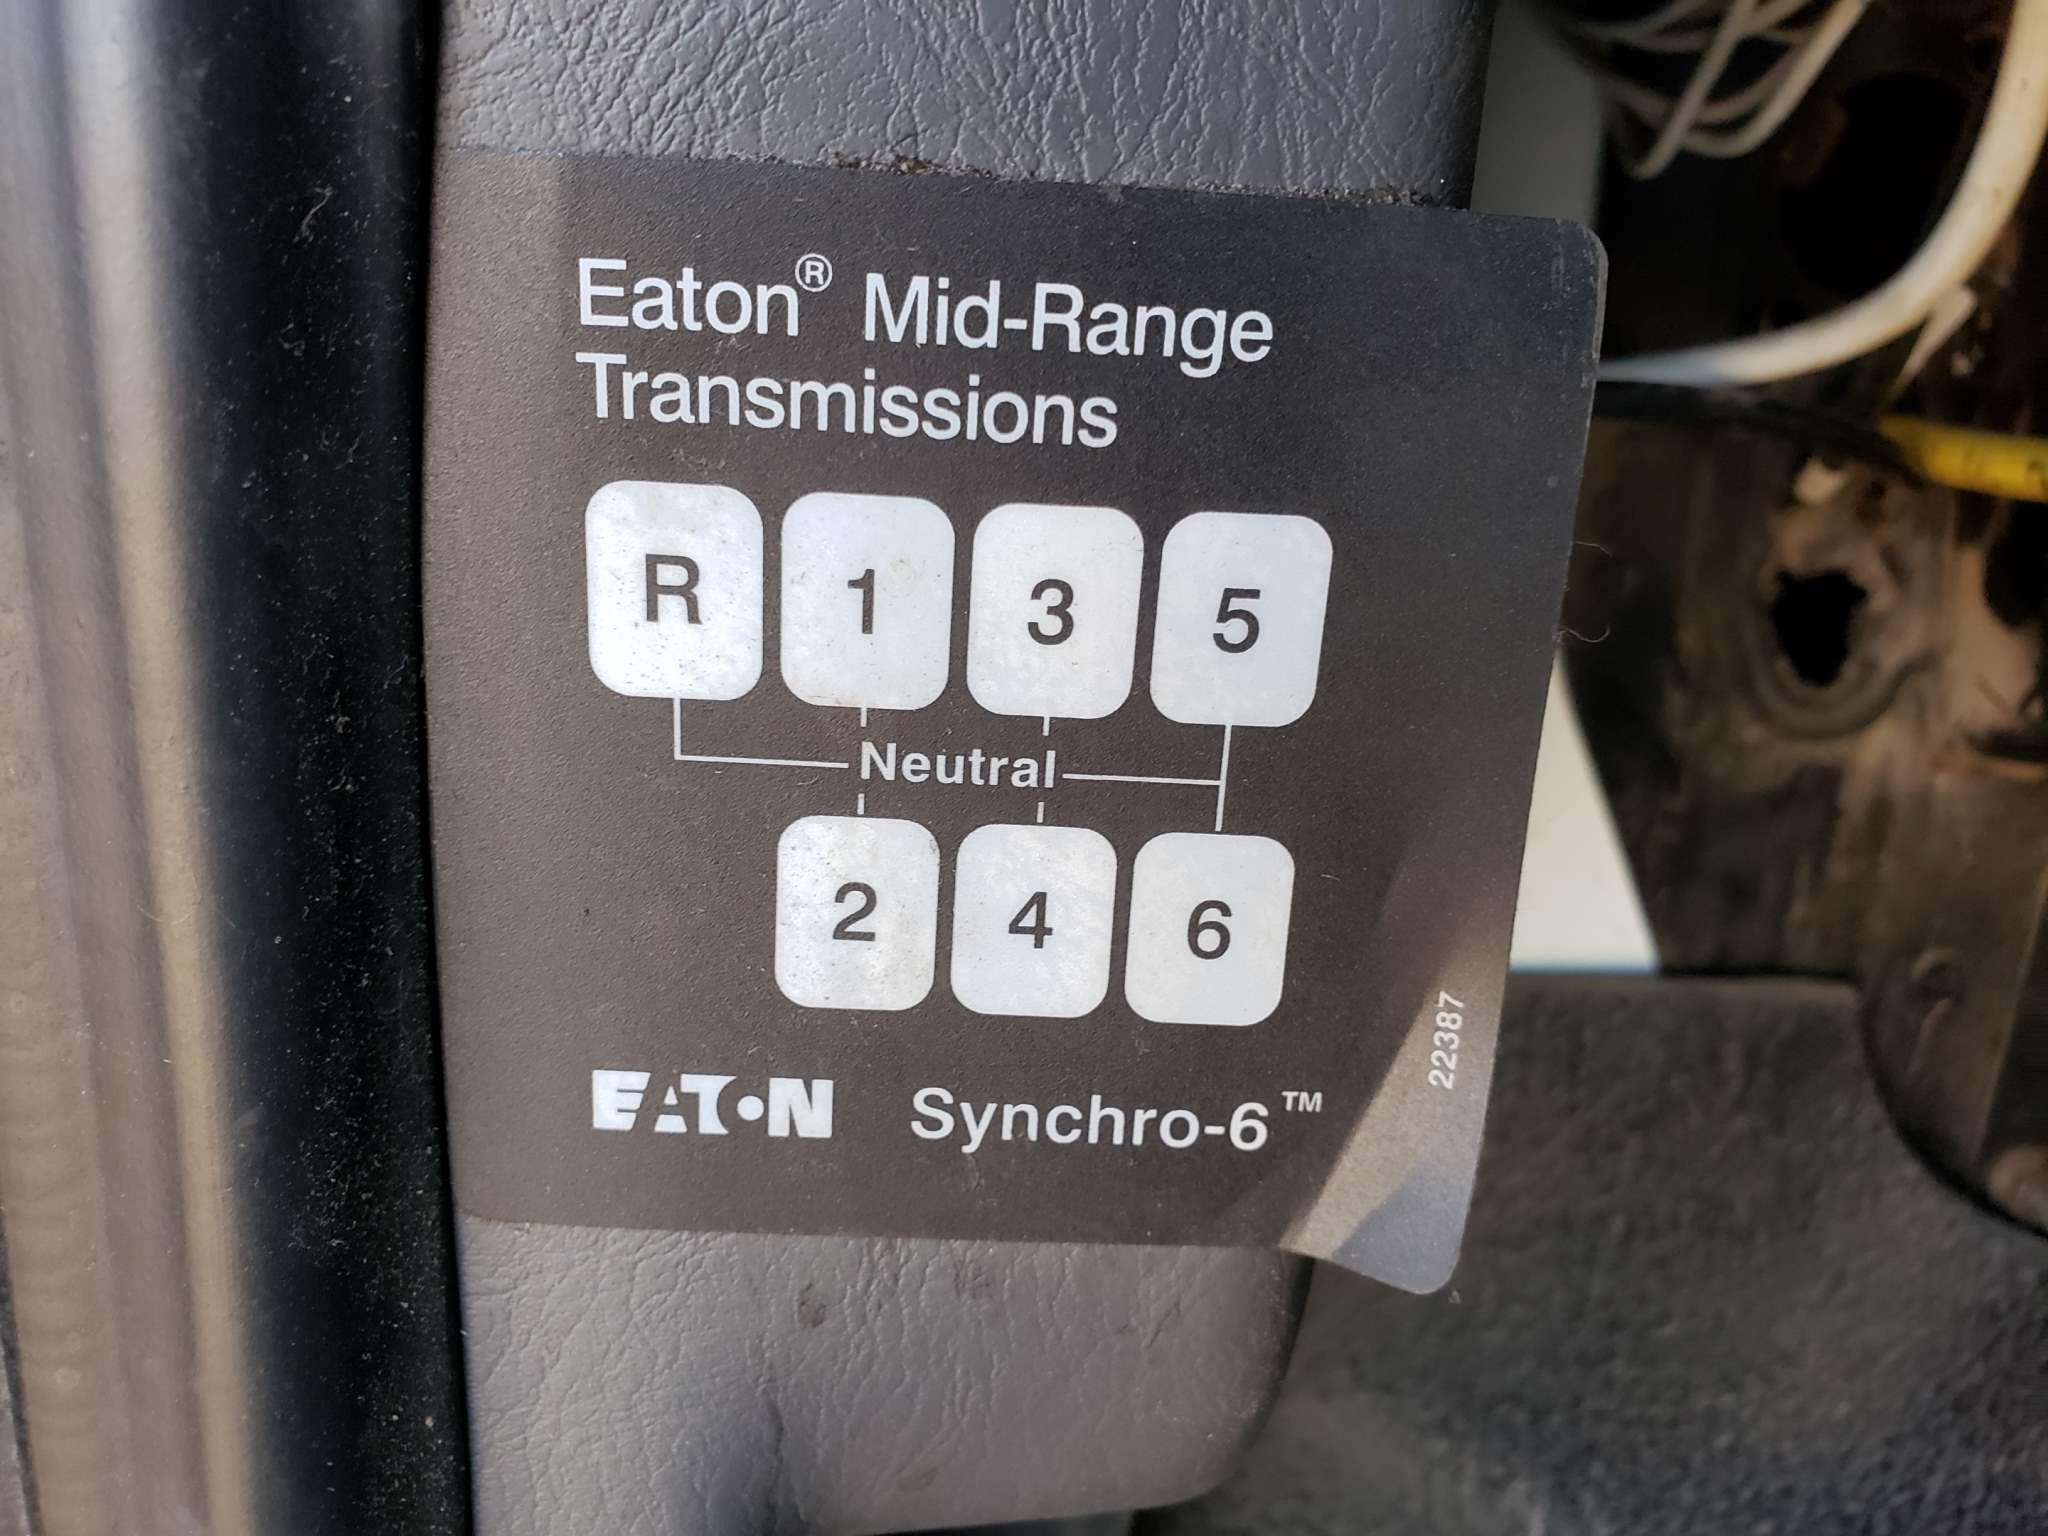 Eaton® Mid-Range
Transmissions
R 1 3 5
Neutral
2 4 6
22387
EATON Synchro-6™